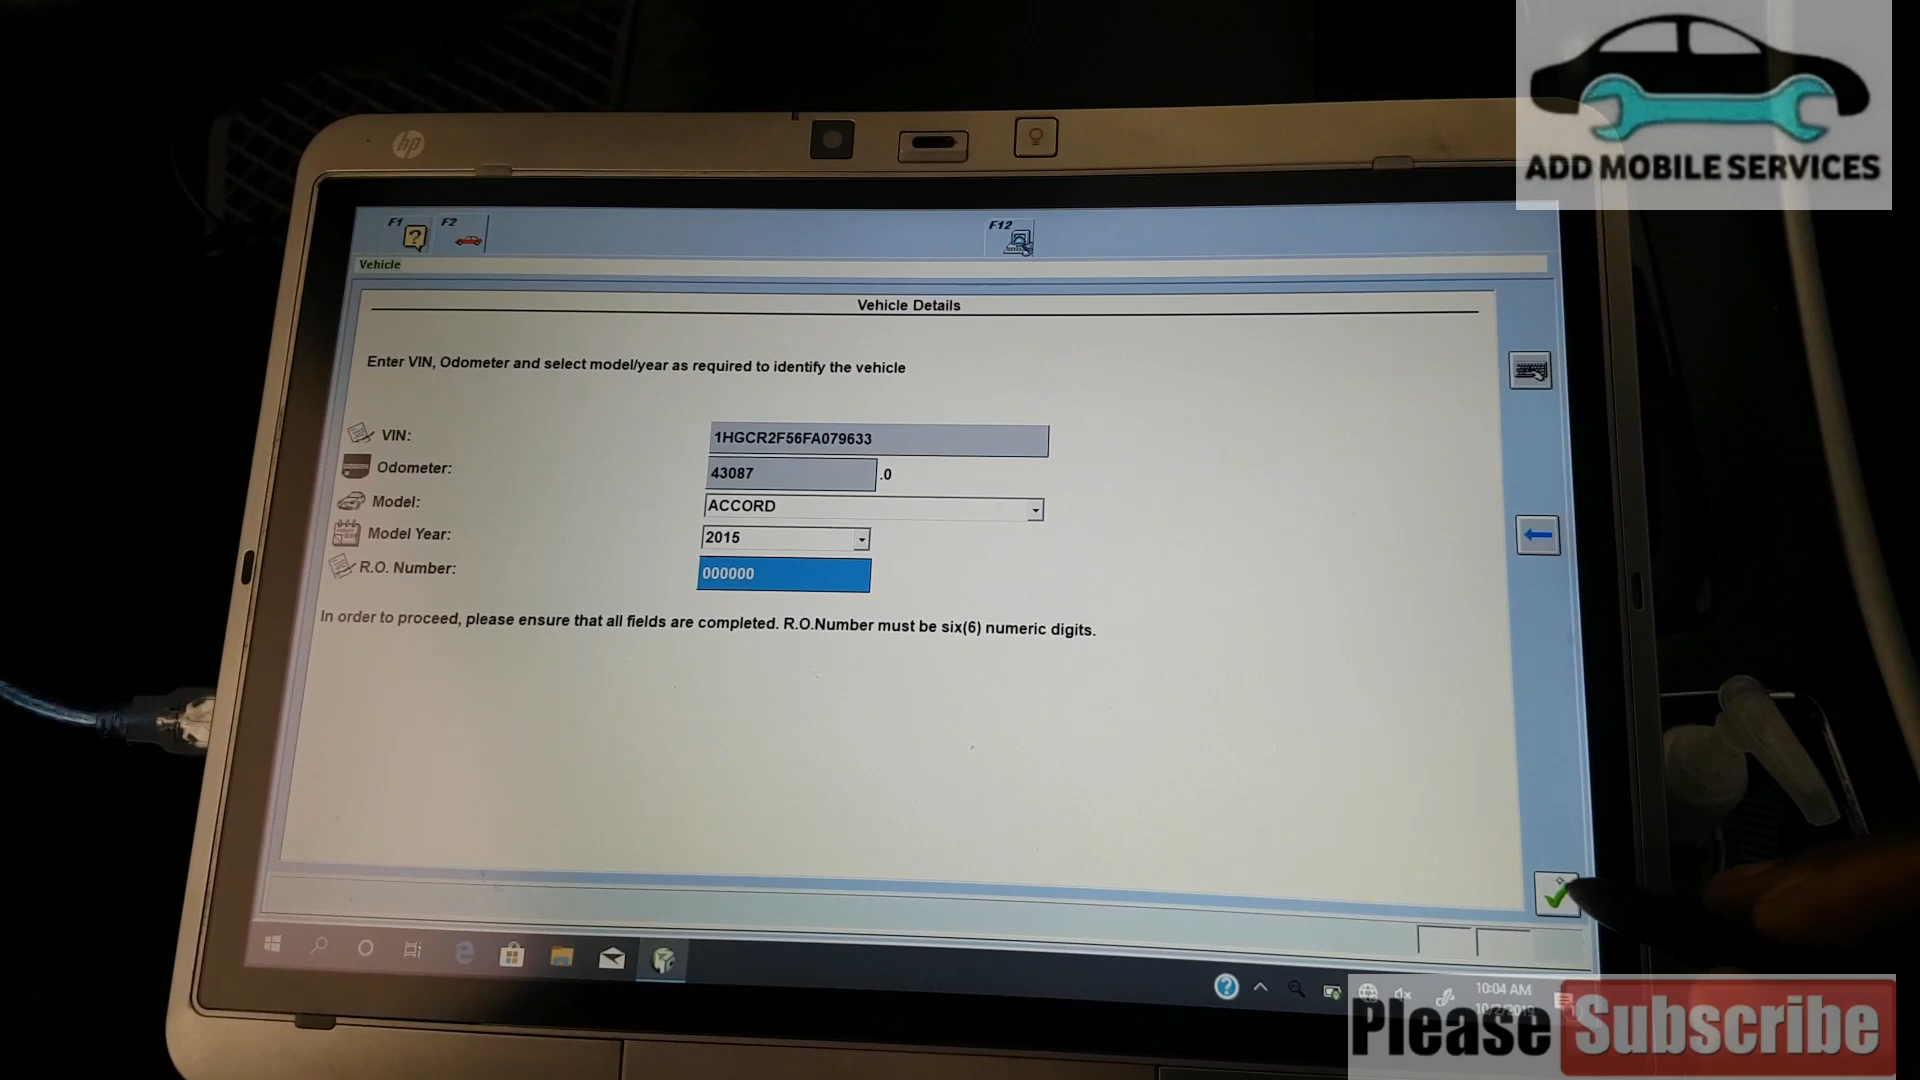 ADD MOBILE SERVICES
hp
F1
F2
F12
Vehicle
Vehicle Details
Enter VIN, Odometer and select model/year as required to identify the vehicle
VIN: 1HGCR2F56FA079633
Odometer: 43087 .0
Model: ACCORD
Model Year: 2015
R.O. Number: 000000
In order to proceed, please ensure that all fields are completed. R.O.Number must be six(6) numeric digits.
10:04 AM
Please Subscribe